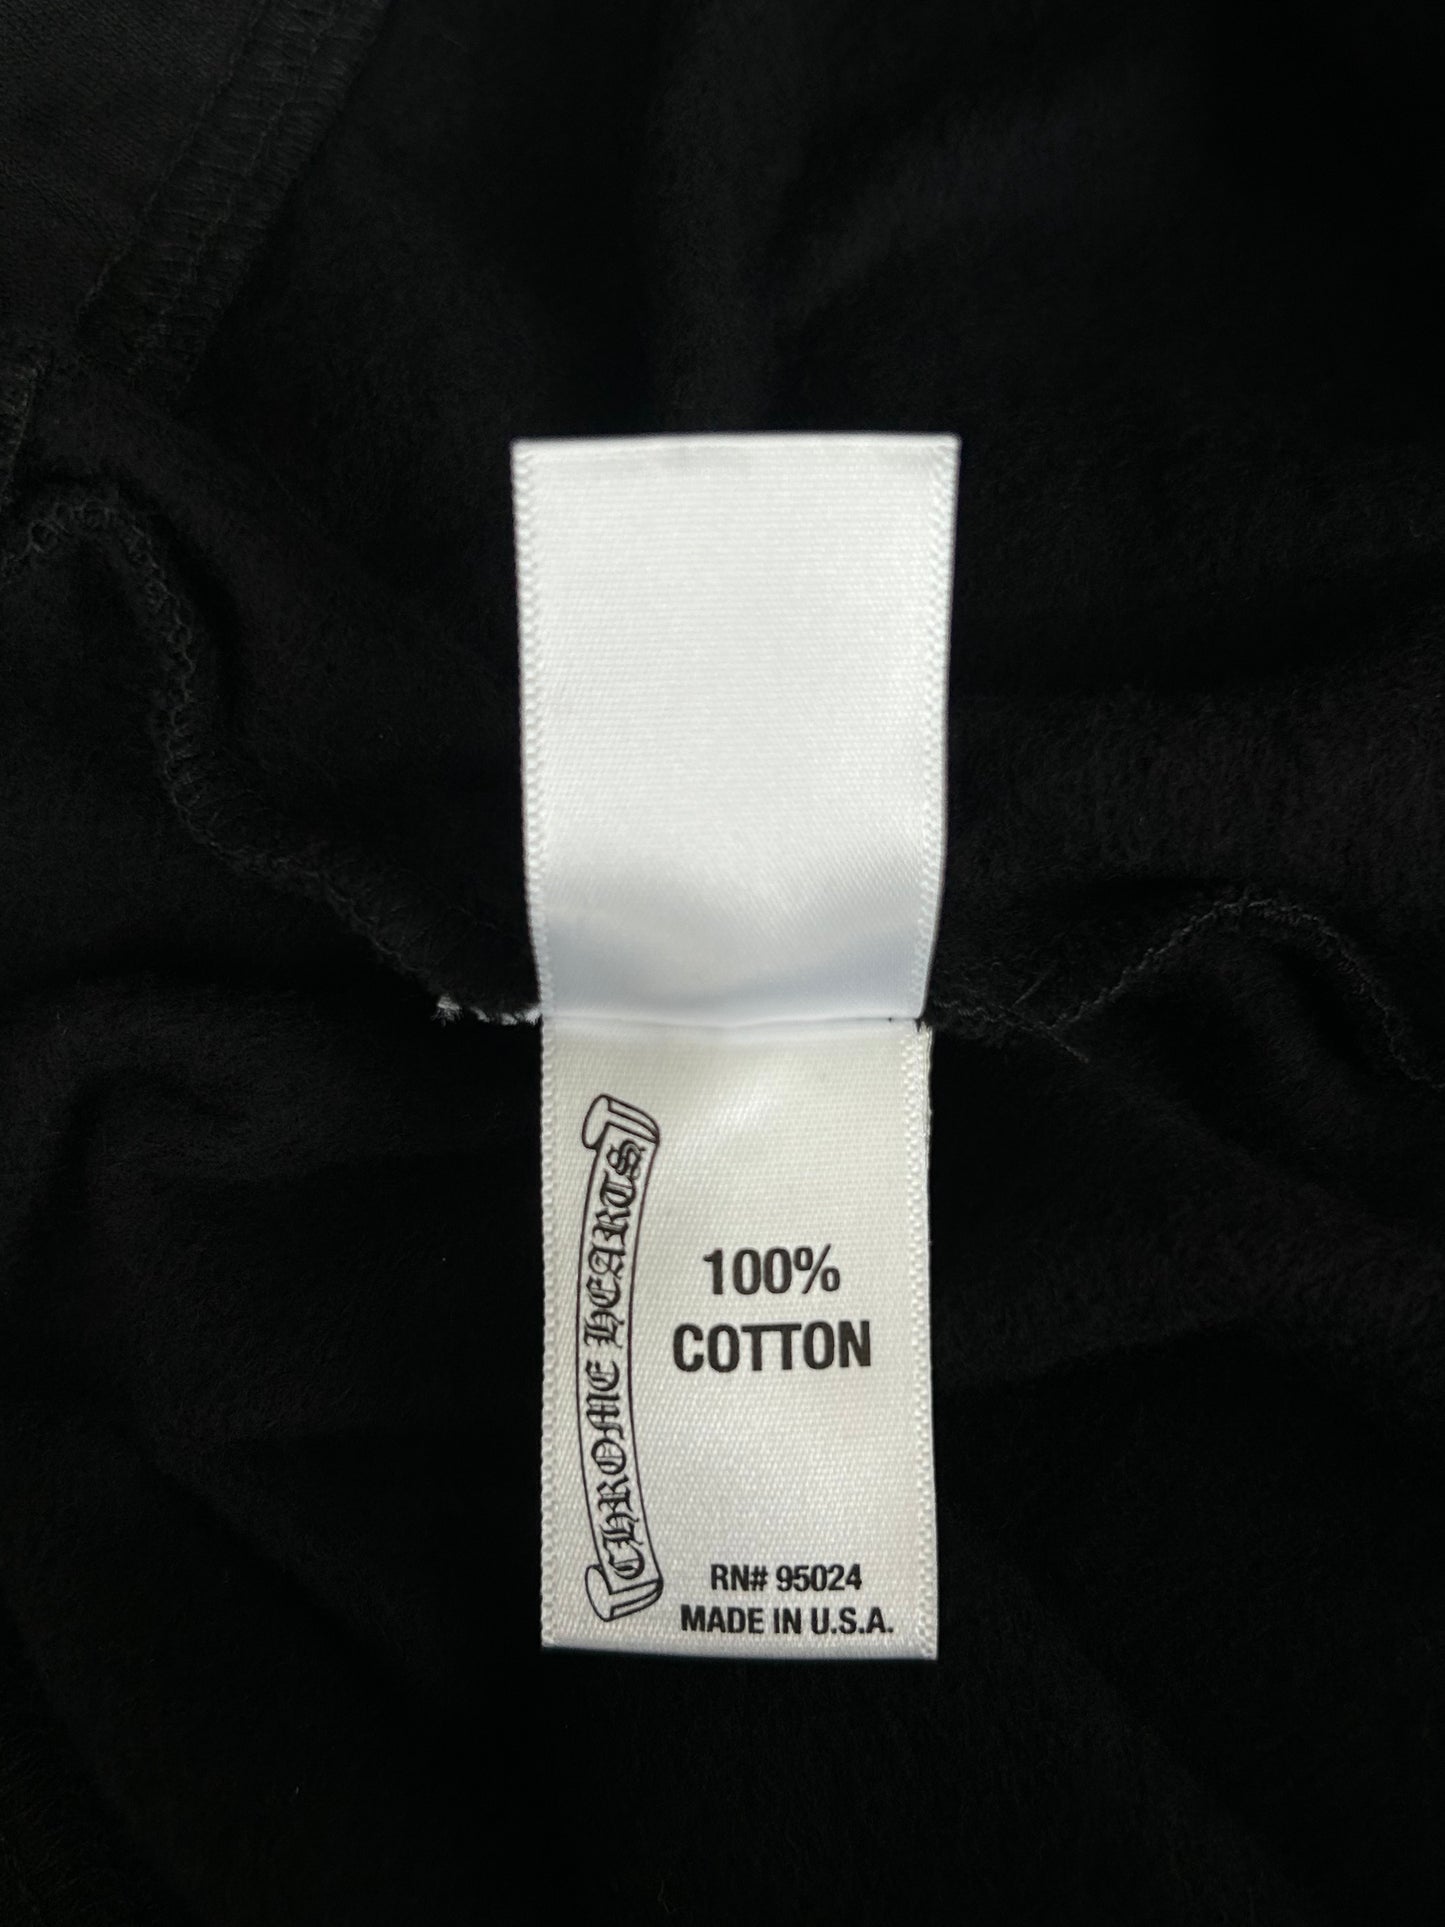 CHROME HEARTS
100%
COTTON
RN# 95024
MADE IN U.S.A.